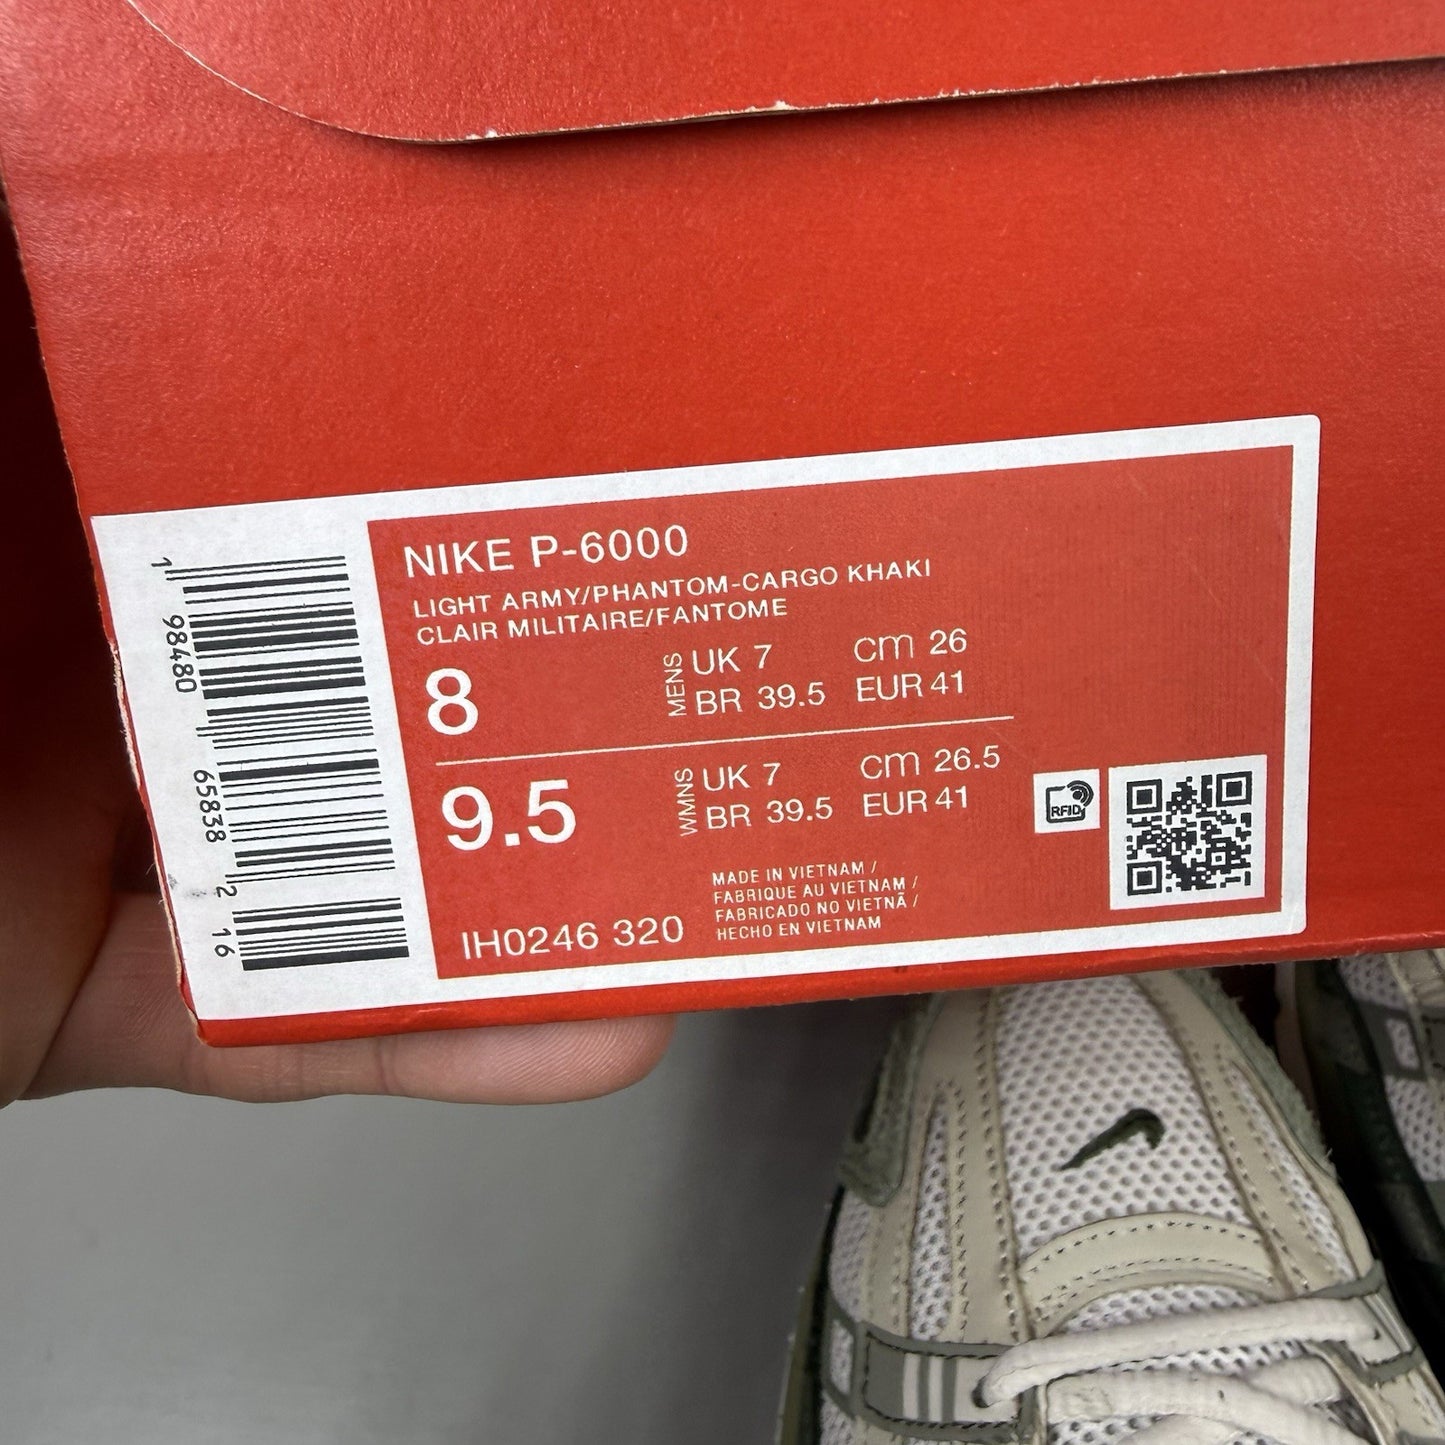 NIKE P-6000
LIGHT ARMY/PHANTOM-CARGO KHAKI
CLAIR MILITAIRE/FANTOME
8
MENS
UK 7 cm 26
BR 39.5 EUR 41
9.5
WMNS
UK 7 cm 26.5
BR 39.5 EUR 41
RFID
MADE IN VIETNAM /
FABRIQUE AU VIETNAM /
FABRICADO NO VIETNÃ /
HECHO EN VIETNAM
IH0246 320
1 98480 65838 2 16